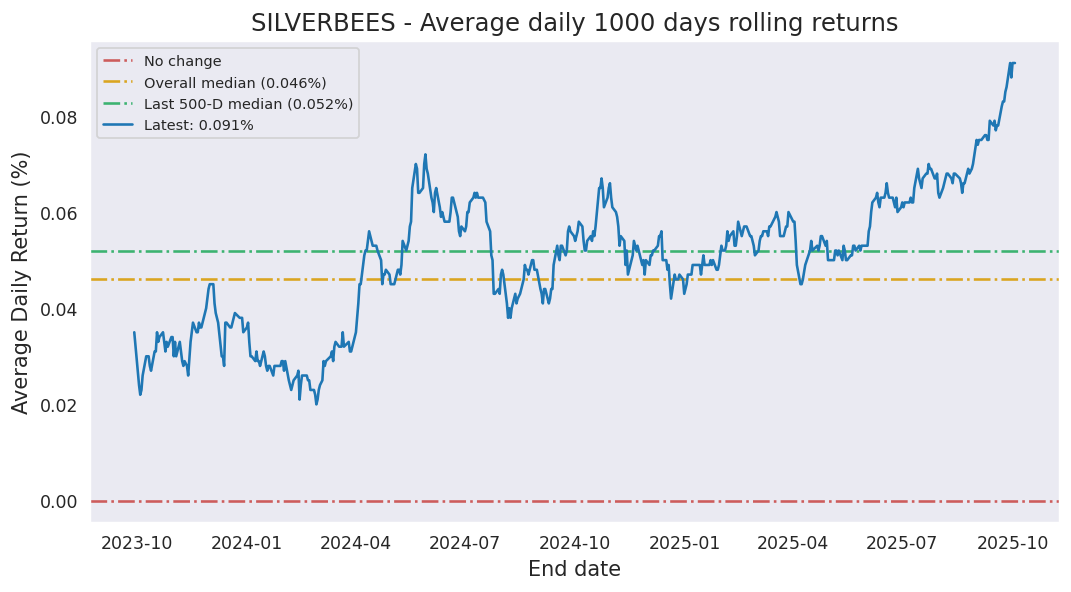 SILVERBEES - Average daily 1000 days rolling returns
No change
Overall median (0.046%)
Last 500-D median (0.052%)
Latest: 0.091%
Average Daily Return (%)
0.08
0.06
0.04
0.02
0.00
2023-10 2024-01 2024-04 2024-07 2024-10 2025-01 2025-04 2025-07 2025-10
End date